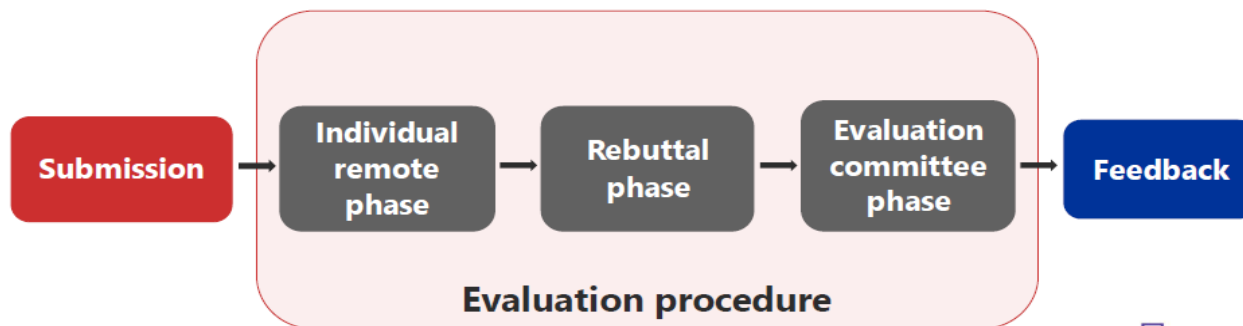 Submission
Individual
remote
phase
Rebuttal
phase
Evaluation
committee
phase
Feedback
Evaluation procedure